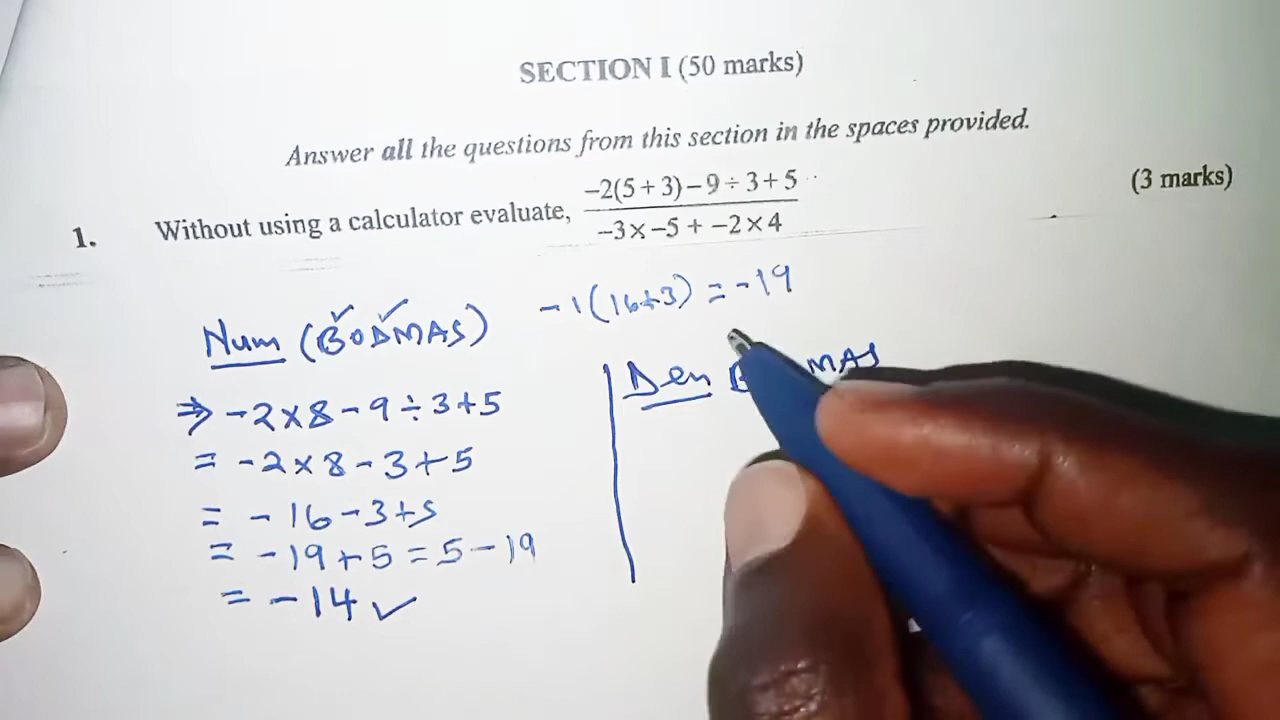 SECTION I (50 marks)
Answer all the questions from this section in the spaces provided.
1. Without using a calculator evaluate, (3 marks)
−2(5 + 3) − 9 ÷ 3 + 5
−3 × −5 + −2 × 4
-1(16+3) = -19
Num (BODMAS)
⇒ -2×8-9÷3+5
= -2×8-3+5
= -16-3+5
= -19+5 = 5-19
= -14 ✓
Den